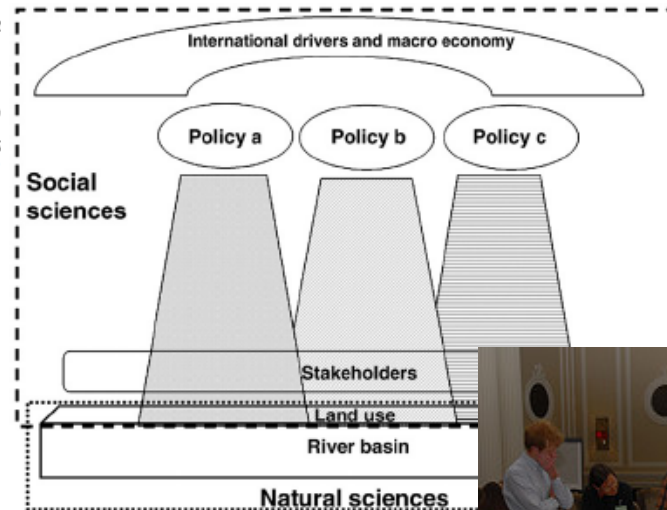 International drivers and macro economy
Policy a
Policy b
Policy c
Social
sciences
Stakeholders
Land use
River basin
Natural sciences